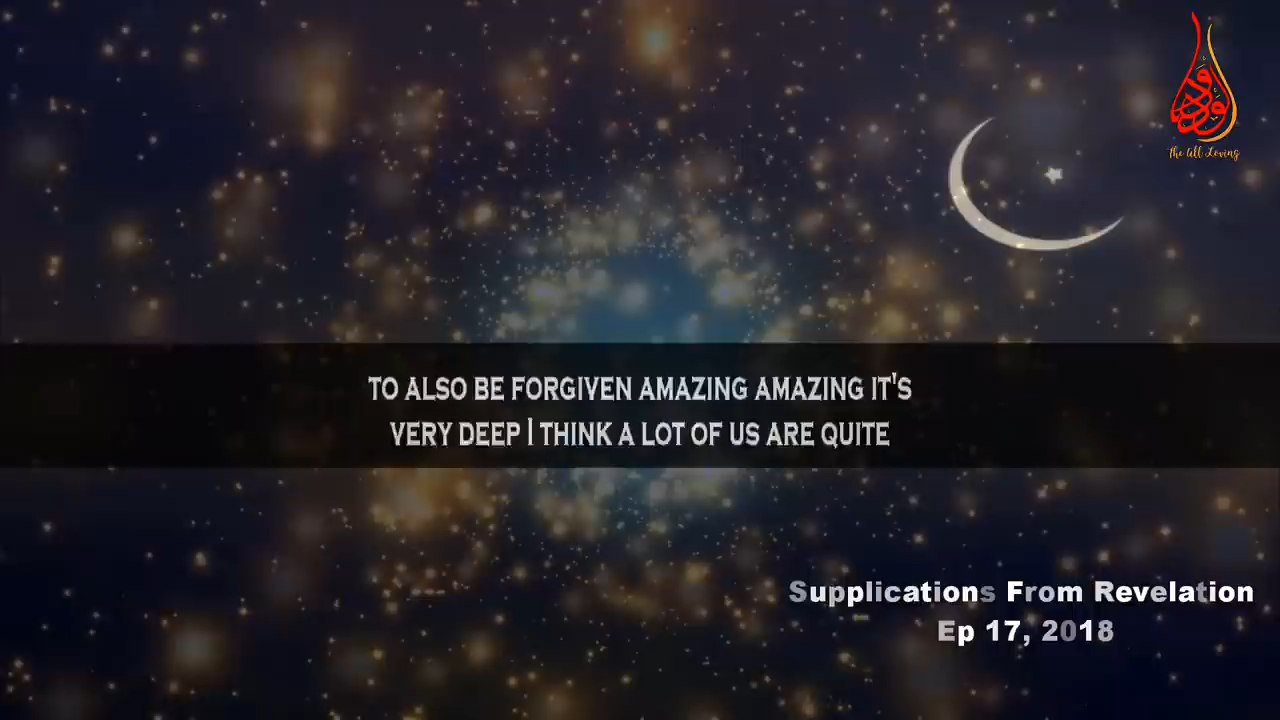 الودود
The All Loving
TO ALSO BE FORGIVEN AMAZING AMAZING IT'S
VERY DEEP I THINK A LOT OF US ARE QUITE
Supplications From Revelation
Ep 17, 2018